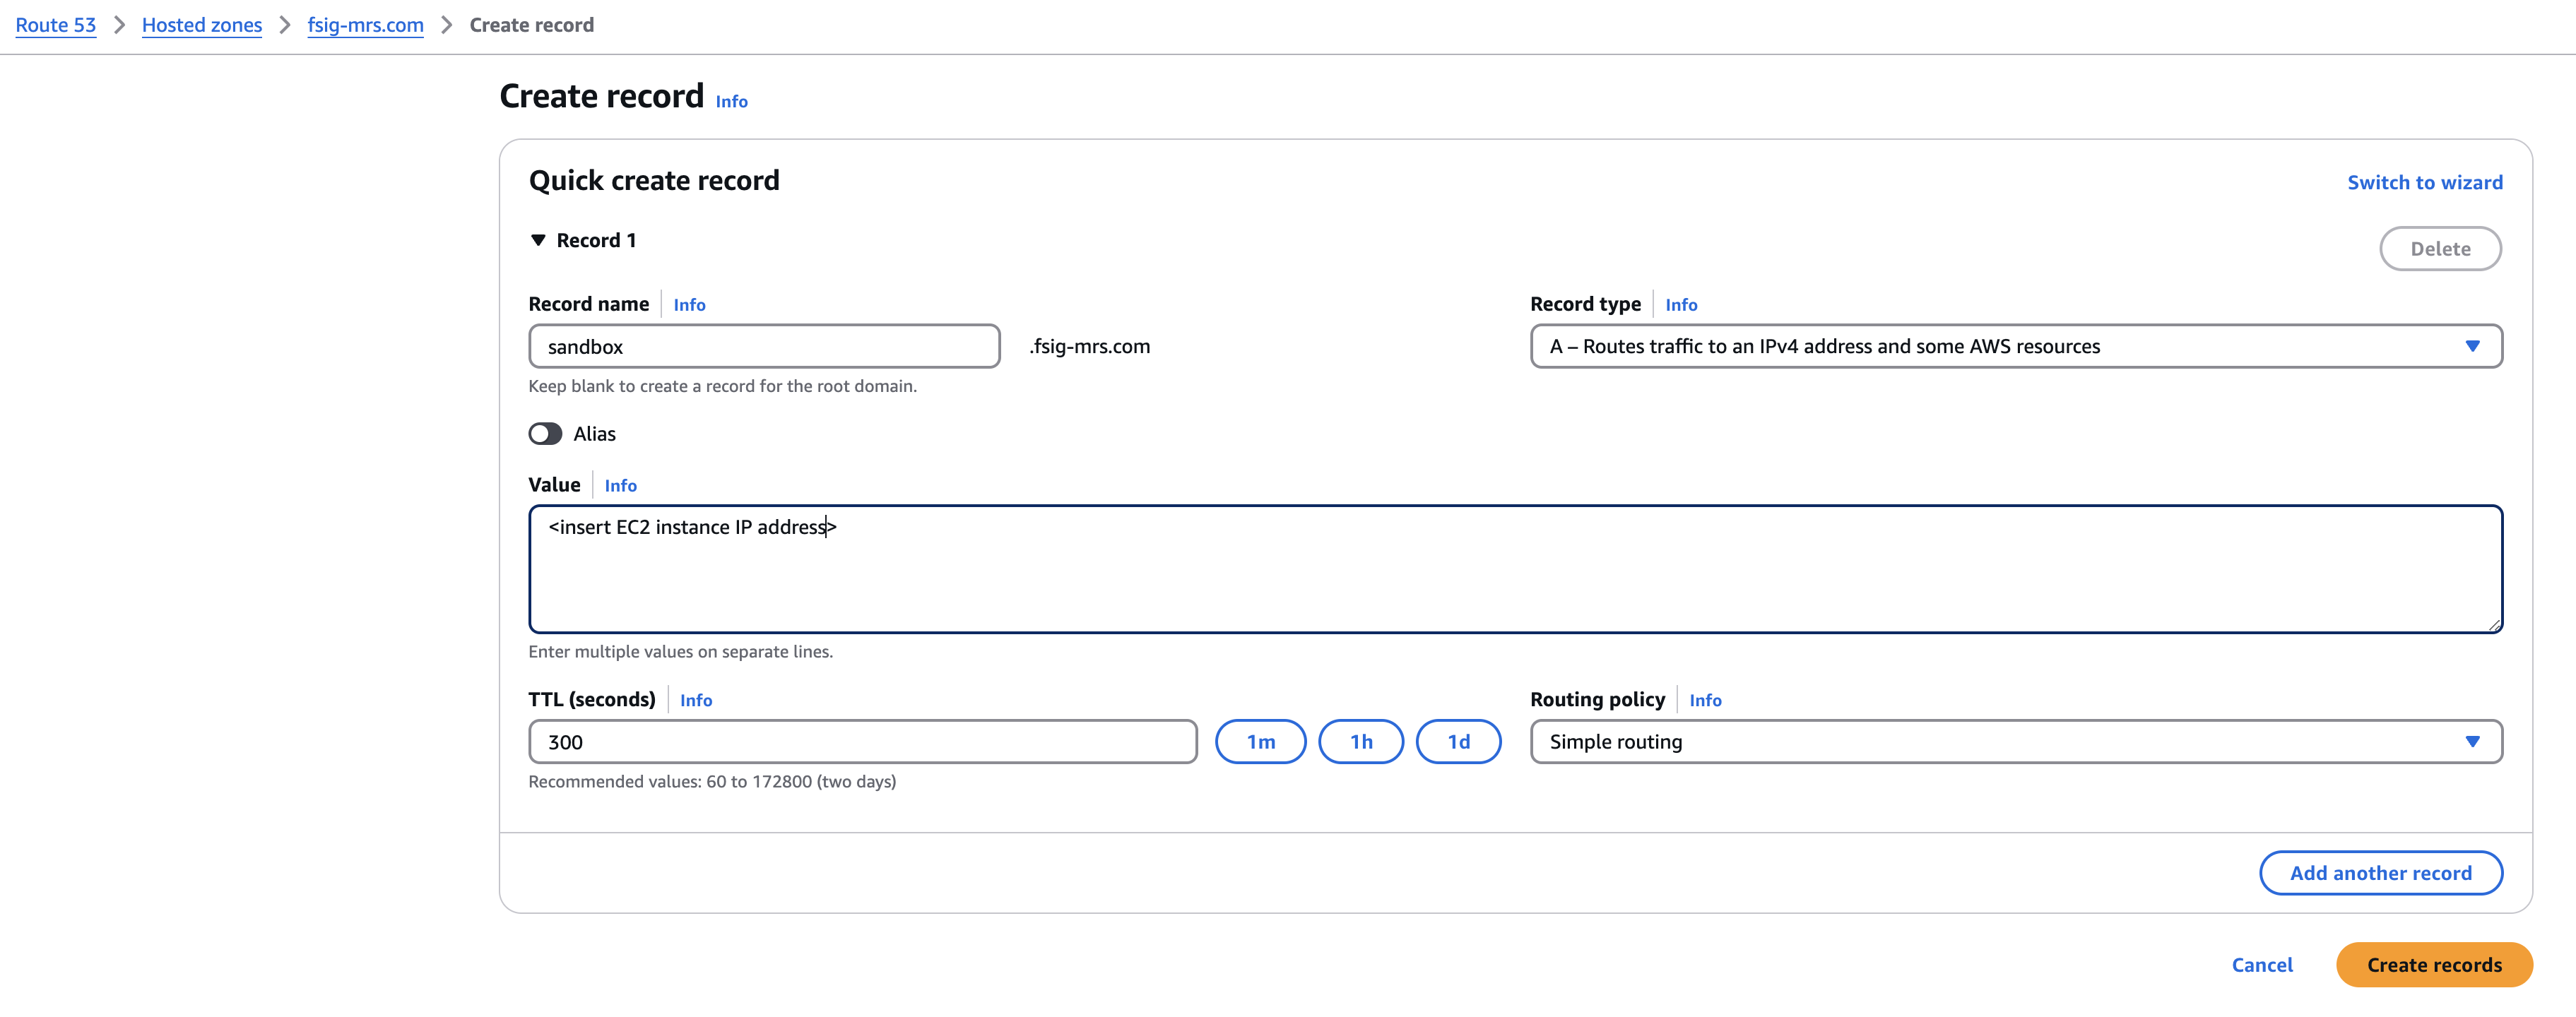 Route 53 > Hosted zones > fsig-mrs.com > Create record
Create record Info
Quick create record
Switch to wizard
Record 1
Delete
Record name Info
sandbox
.fsig-mrs.com
Keep blank to create a record for the root domain.
Record type Info
A – Routes traffic to an IPv4 address and some AWS resources
Alias
Value Info
<insert EC2 instance IP address>
Enter multiple values on separate lines.
TTL (seconds) Info
300
1m 1h 1d
Recommended values: 60 to 172800 (two days)
Routing policy Info
Simple routing
Add another record
Cancel
Create records